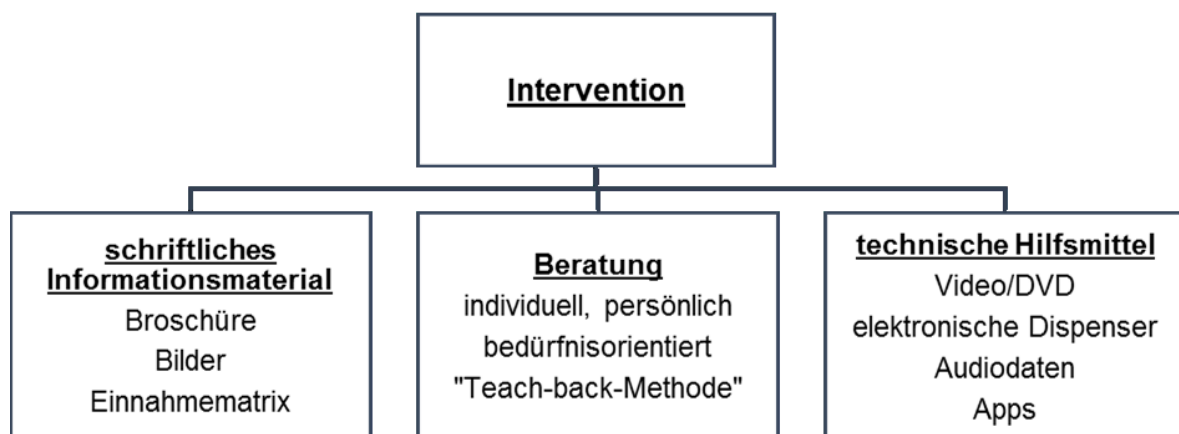 Intervention
schriftliches
Informationsmaterial
Broschüre
Bilder
Einnahmematrix
Beratung
individuell, persönlich
bedürfnisorientiert
"Teach-back-Methode"
technische Hilfsmittel
Video/DVD
elektronische Dispenser
Audiodaten
Apps